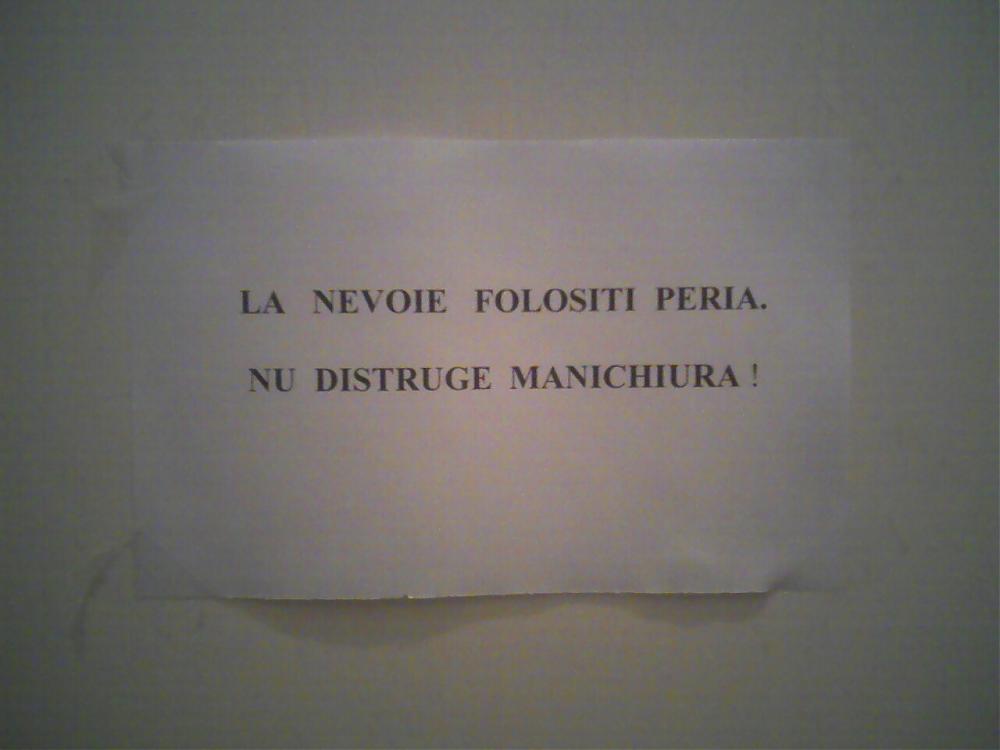 LA NEVOIE FOLOSITI PERIA.
NU DISTRUGE MANICHIURA !